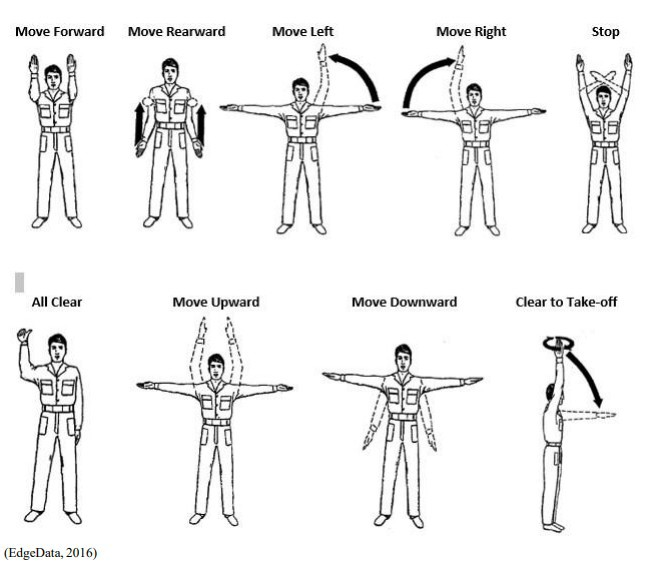 Move Forward Move Rearward Move Left Move Right Stop
All Clear Move Upward Move Downward Clear to Take-off
(EdgeData, 2016)